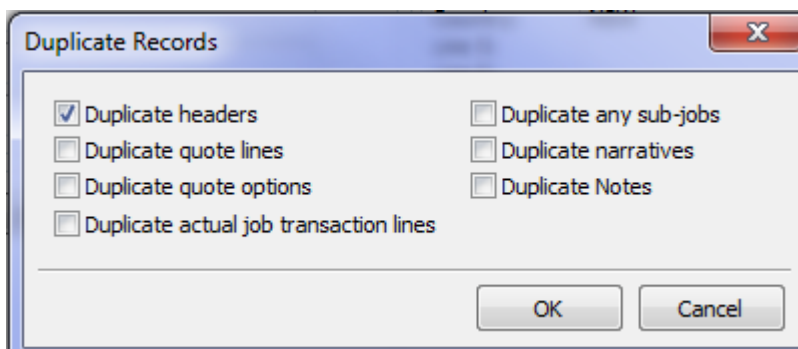 Duplicate Records
Duplicate headers
Duplicate quote lines
Duplicate quote options
Duplicate actual job transaction lines
Duplicate any sub-jobs
Duplicate narratives
Duplicate Notes
OK
Cancel